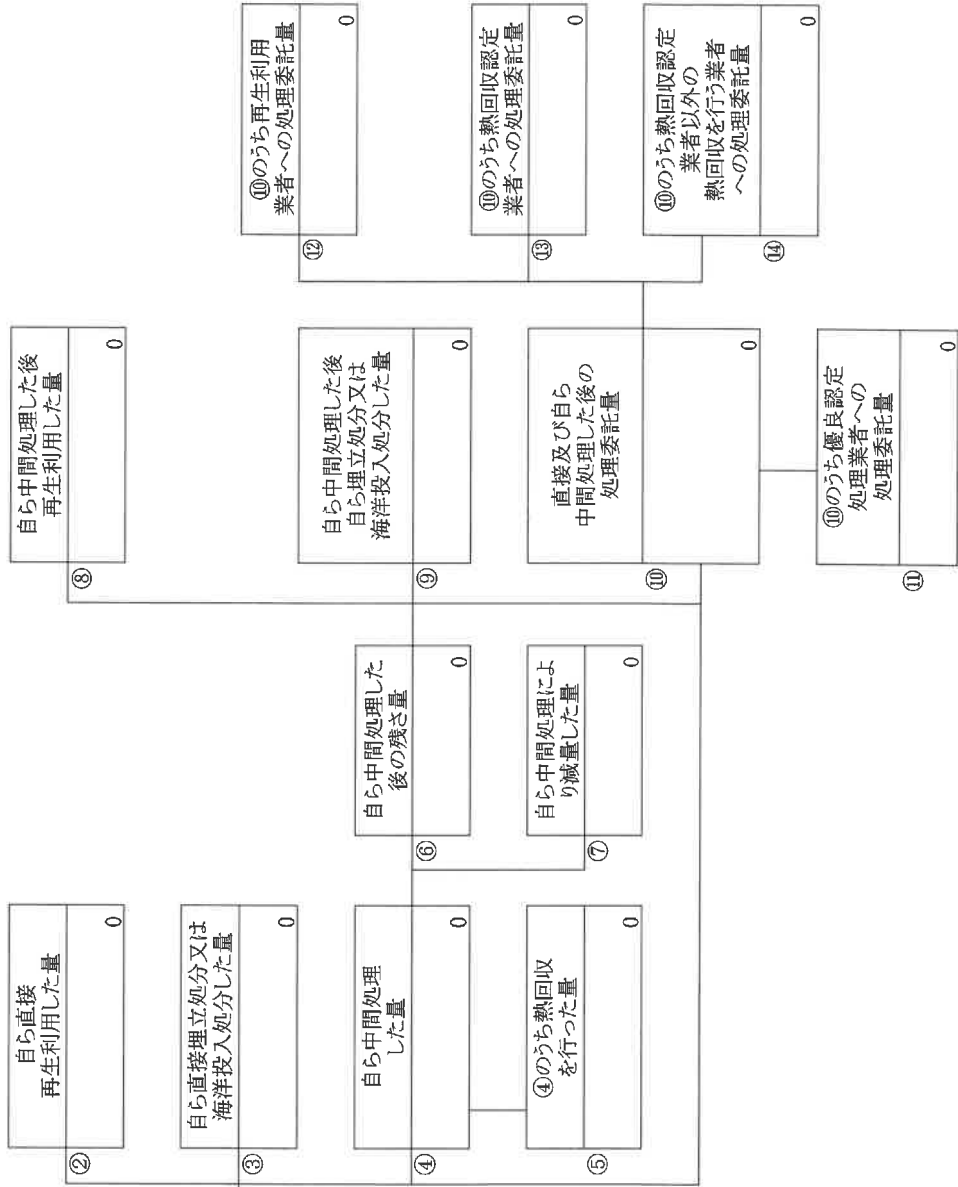 ②
自ら直接
再生利用した量
0
③
自ら直接埋立処分又は
海洋投入処分した量
0
④
自ら中間処理
した量
0
⑤
④のうち熱回収
を行った量
0
⑥
自ら中間処理した
後の残さ量
0
⑦
自ら中間処理によ
り減量した量
0
⑧
自ら中間処理した後
再生利用した量
0
⑨
自ら中間処理した後
自ら埋立処分又は
海洋投入処分した量
0
⑩
直接及び自ら
中間処理した後の
処理委託量
0
⑪
⑩のうち優良認定
処理業者への
処理委託量
0
⑫
⑩のうち再生利用
業者への処理委託量
0
⑬
⑩のうち熱回収認定
業者への処理委託量
0
⑭
⑩のうち熱回収認定
業者以外の
熱回収を行う業者
への処理委託量
0